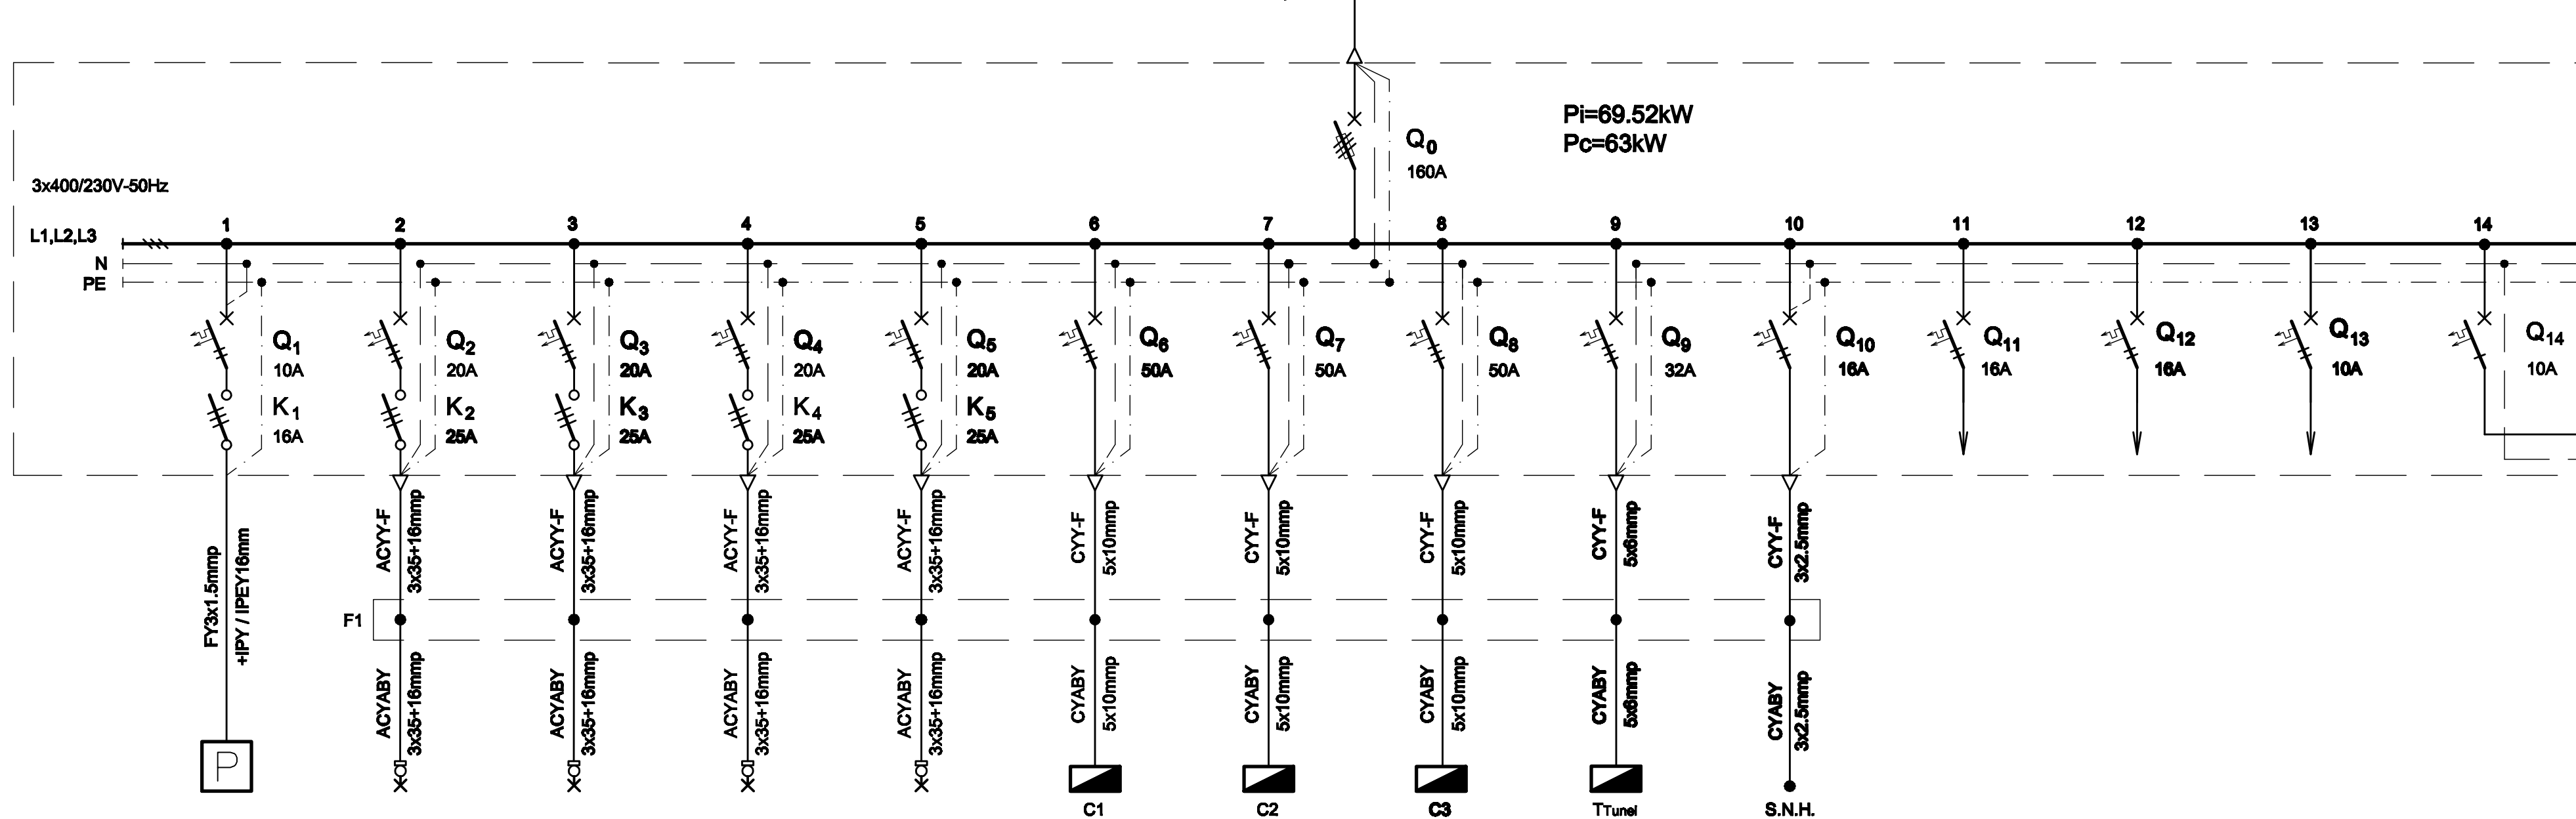 Pi=69.52kW
Pc=63kW
Q0
160A
3x400/230V-50Hz
L1,L2,L3
N
PE
1
2
3
4
5
6
7
8
9
10
11
12
13
14
Q1
10A
K1
16A
Q2
20A
K2
25A
Q3
20A
K3
25A
Q4
20A
K4
25A
Q5
20A
K5
25A
Q6
50A
Q7
50A
Q8
50A
Q9
32A
Q10
16A
Q11
16A
Q12
16A
Q13
10A
Q14
10A
FY3x1.5mmp
+IPY / IPEY16mm
ACYY-F
3x35+16mmp
ACYY-F
3x35+16mmp
ACYY-F
3x35+16mmp
ACYY-F
3x35+16mmp
CYY-F
5x10mmp
CYY-F
5x10mmp
CYY-F
5x10mmp
CYY-F
5x6mmp
CYY-F
3x2.5mmp
F1
ACYABY
3x35+16mmp
ACYABY
3x35+16mmp
ACYABY
3x35+16mmp
ACYABY
3x35+16mmp
CYABY
5x10mmp
CYABY
5x10mmp
CYABY
5x10mmp
CYABY
5x6mmp
CYABY
3x2.5mmp
P
C1
C2
C3
TTunel
S.N.H.